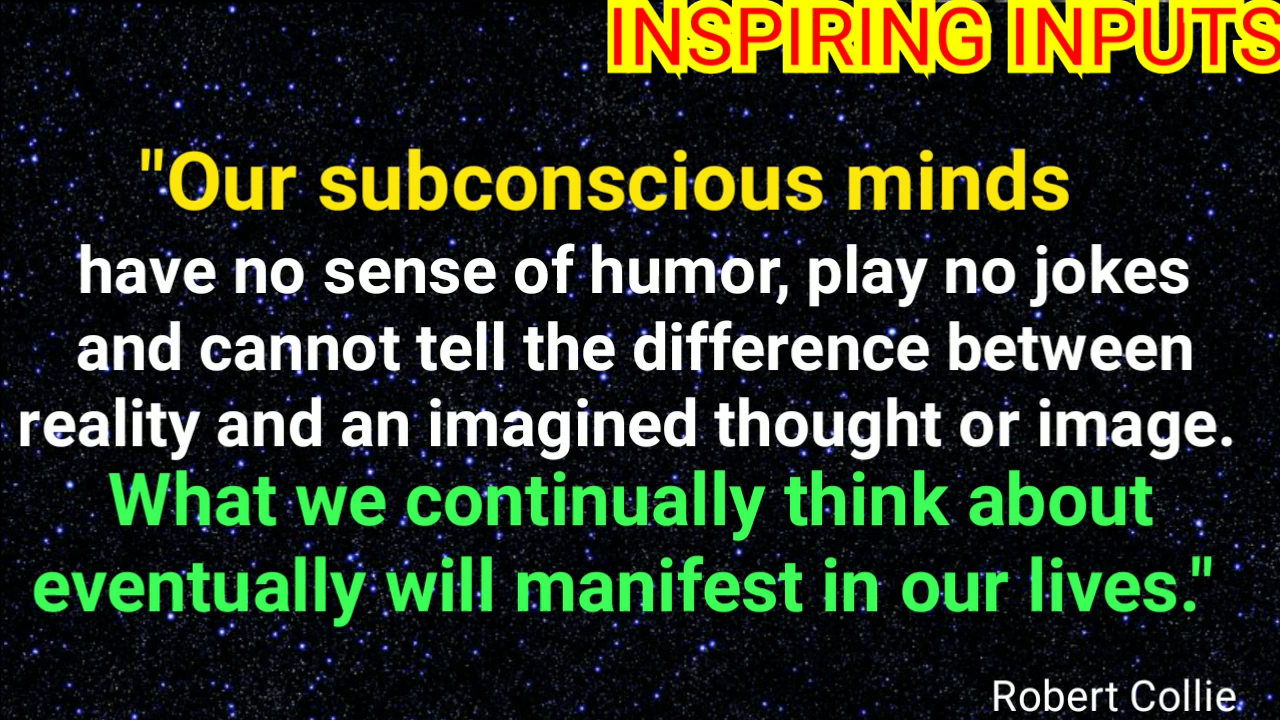 INSPIRING INPUTS
"Our subconscious minds
have no sense of humor, play no jokes
and cannot tell the difference between
reality and an imagined thought or image.
What we continually think about
eventually will manifest in our lives."
Robert Collie